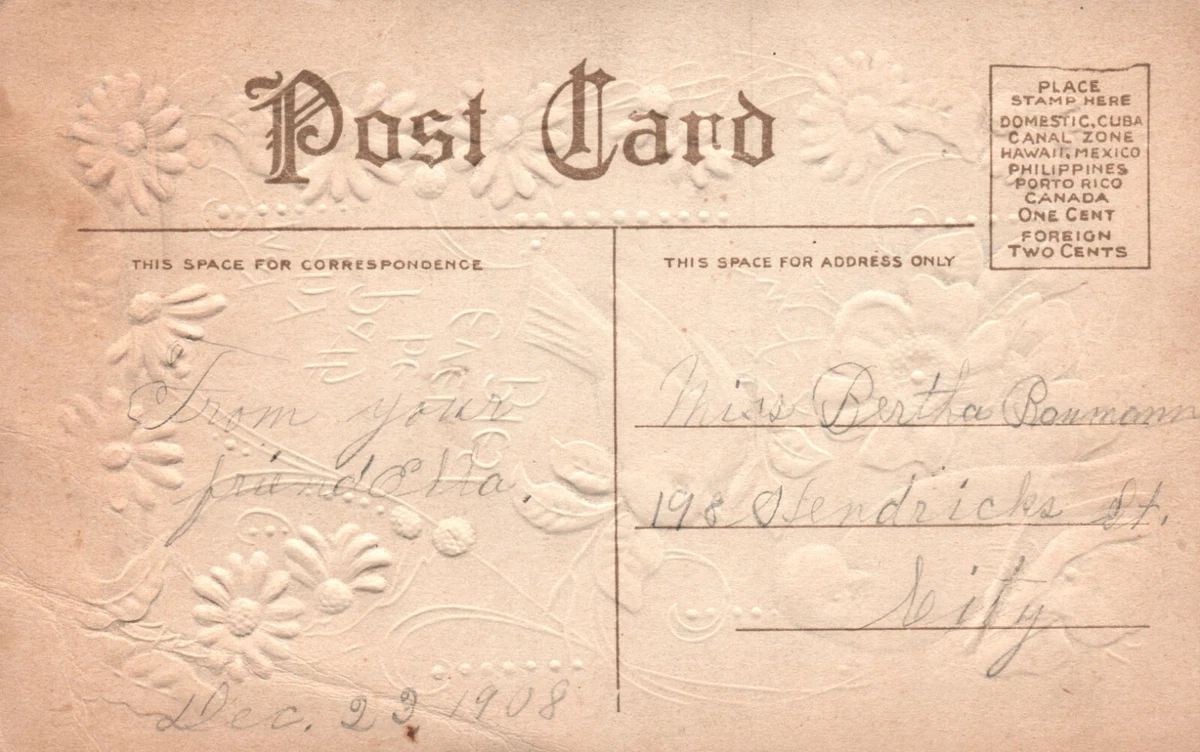 Post Card
PLACE
STAMP HERE
DOMESTIC, CUBA
CANAL ZONE
HAWAII, MEXICO
PHILIPPINES
PORTO RICO
CANADA
ONE CENT
FOREIGN
TWO CENTS
THIS SPACE FOR CORRESPONDENCE
From your
friend Ella.
Dec. 23 1908
THIS SPACE FOR ADDRESS ONLY
Miss Bertha Baumann
198 Hendricks St.
City